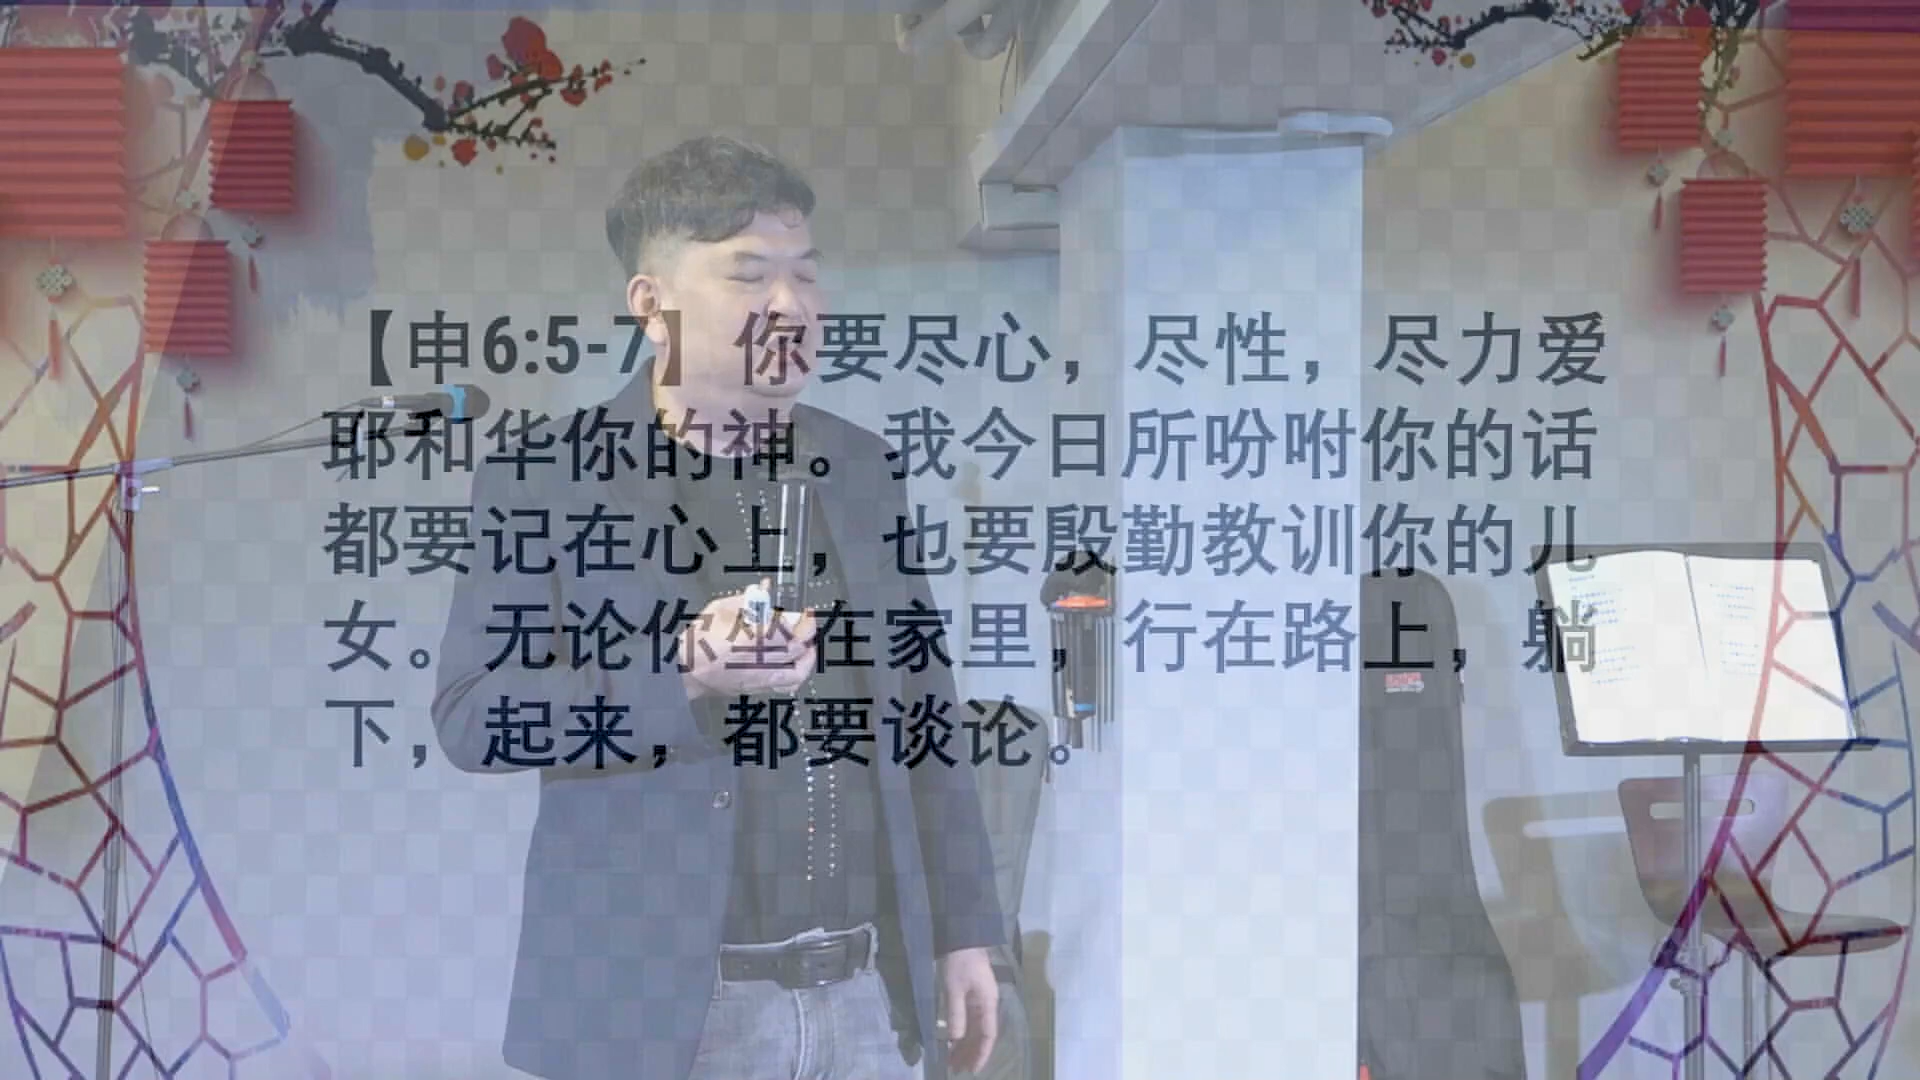 【申6:5-7】你要尽心，尽性，尽力爱
耶和华你的神。我今日所吩咐你的话
都要记在心上，也要殷勤教训你的儿
女。无论你坐在家里，行在路上，躺
下，起来，都要谈论。